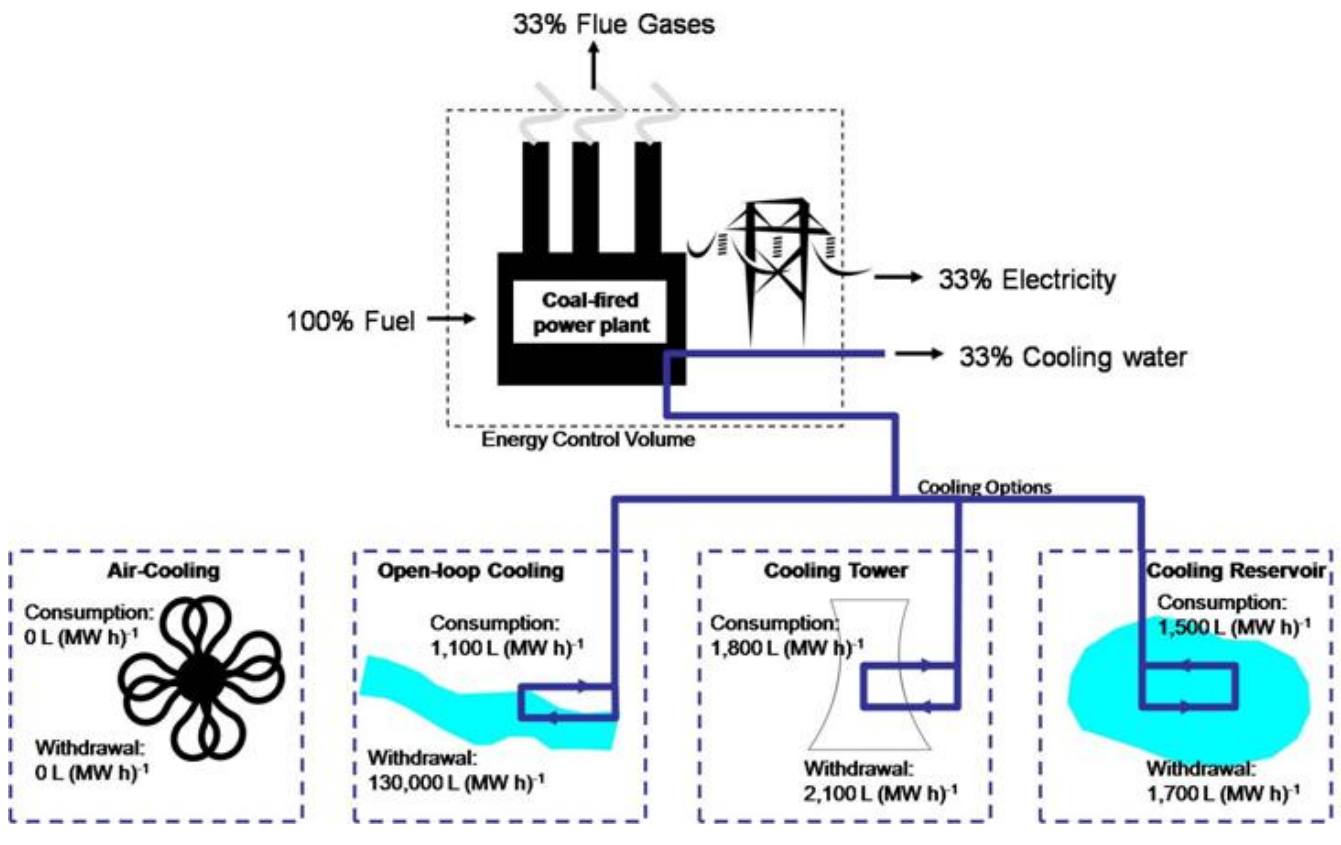 33% Flue Gases
Coal-fired
power plant
100% Fuel
33% Electricity
33% Cooling water
Energy Control Volume
Cooling Options
Air-Cooling
Consumption:
0 L (MW h)⁻¹
Withdrawal:
0 L (MW h)⁻¹
Open-loop Cooling
Consumption:
1,100 L (MW h)⁻¹
Withdrawal:
130,000 L (MW h)⁻¹
Cooling Tower
Consumption:
1,800 L (MW h)⁻¹
Withdrawal:
2,100 L (MW h)⁻¹
Cooling Reservoir
Consumption:
1,500 L (MW h)⁻¹
Withdrawal:
1,700 L (MW h)⁻¹